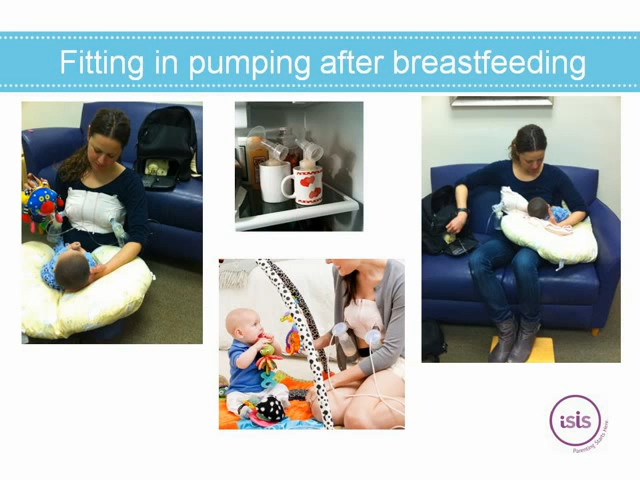 Fitting in pumping after breastfeeding
isis
Parenting Starts Here